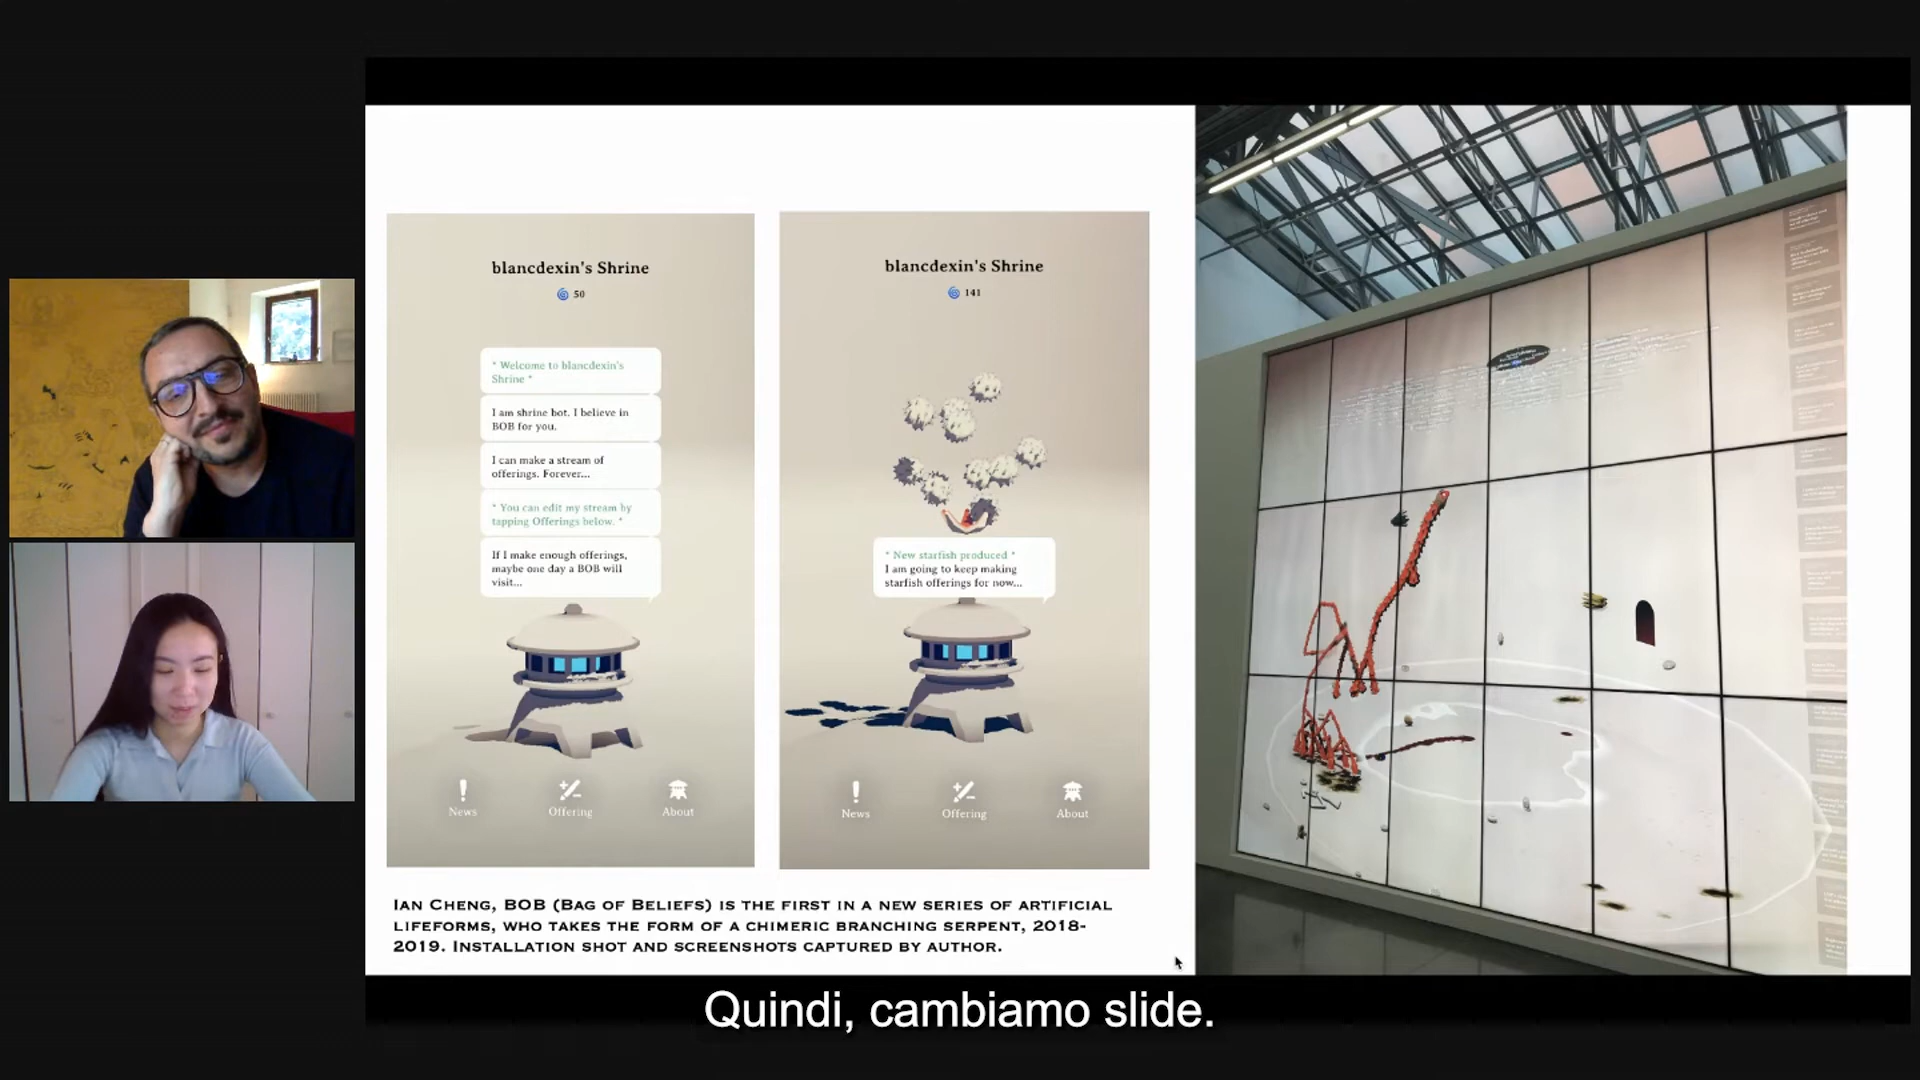 blancdexin's Shrine
50
* Welcome to blancdexin's
Shrine *
I am shrine bot. I believe in
BOB for you.
I can make a stream of
offerings. Forever...
* You can edit my stream by
tapping Offerings below. *
If I make enough offerings,
maybe one day a BOB will
visit...
News
Offering
About
blancdexin's Shrine
141
* New starfish produced *
I am going to keep making
starfish offerings for now...
News
Offering
About
Ian Cheng, BOB (Bag of Beliefs) is the first in a new series of artificial
lifeforms, who takes the form of a chimeric branching serpent, 2018-
2019. Installation shot and screenshots captured by author.
Quindi, cambiamo slide.